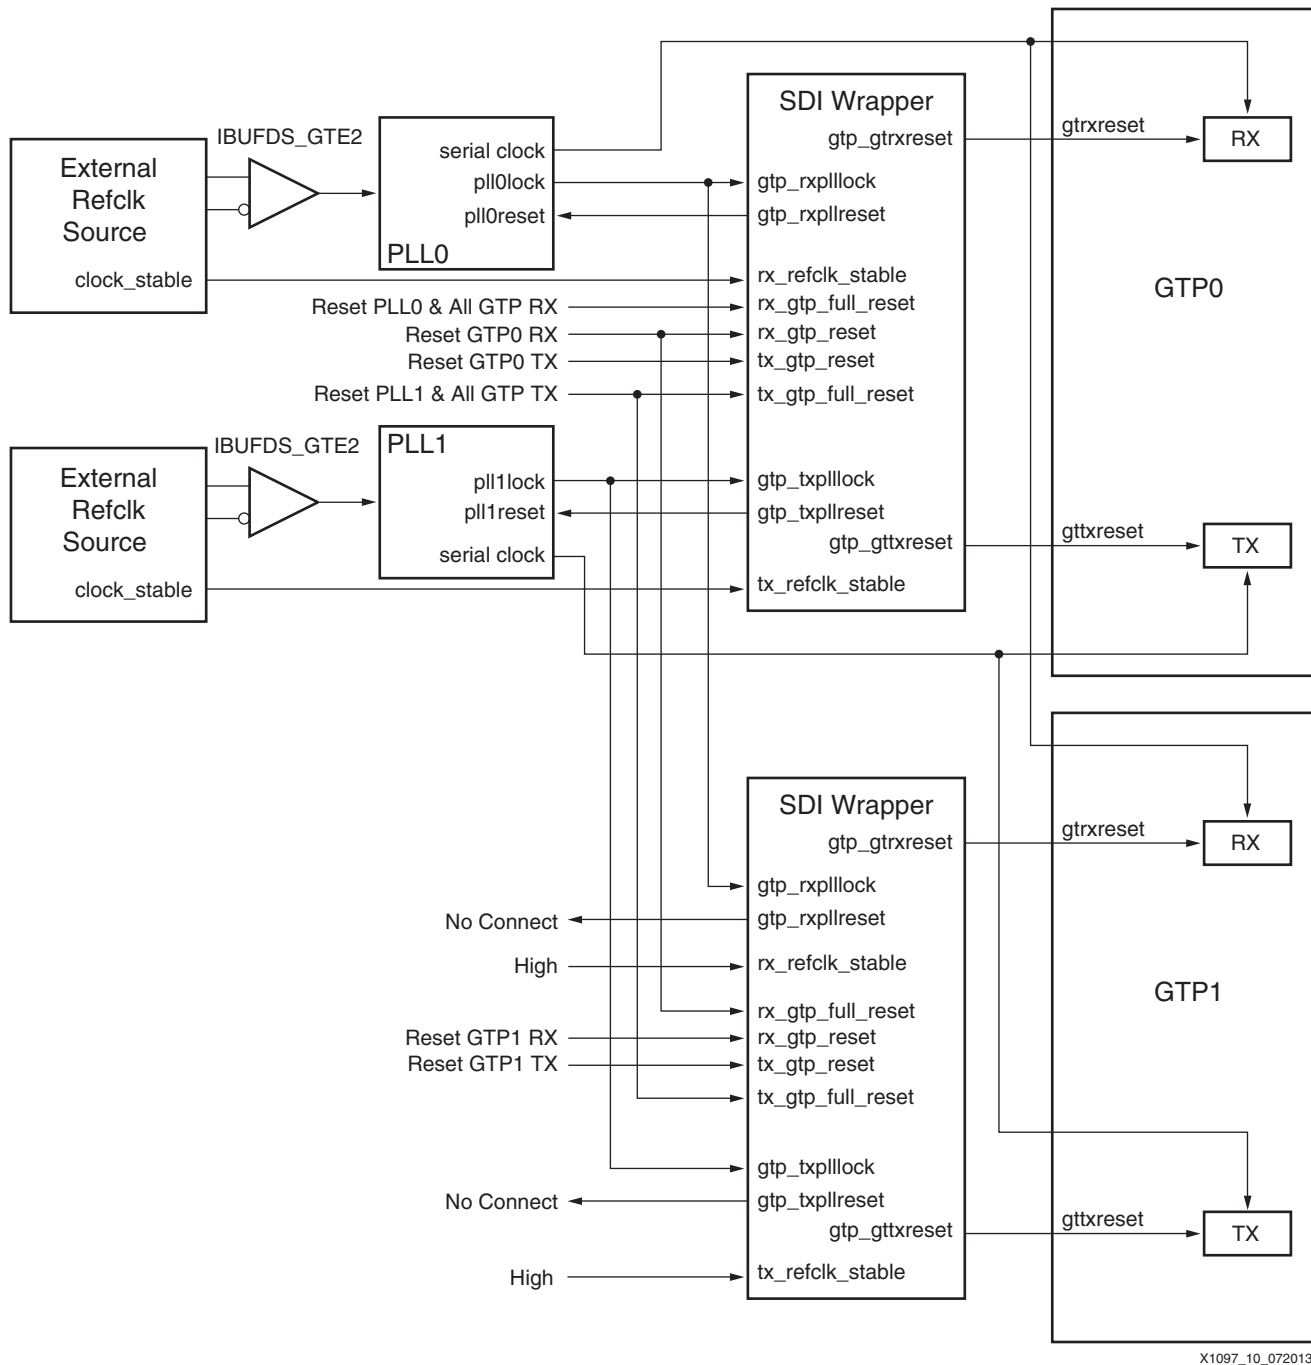 SDI Wrapper
gtp_gtrxreset
gtrxreset
RX
IBUFDS_GTE2
External
Refclk
Source
clock_stable
serial clock
pll0lock
pll0reset
PLL0
gtp_rxplllock
gtp_rxpllreset
rx_refclk_stable
GTP0
Reset PLL0 & All GTP RX
rx_gtp_full_reset
Reset GTP0 RX
rx_gtp_reset
Reset GTP0 TX
tx_gtp_reset
Reset PLL1 & All GTP TX
tx_gtp_full_reset
IBUFDS_GTE2
PLL1
External
Refclk
Source
clock_stable
pll1lock
pll1reset
serial clock
gtp_txplllock
gtp_txpllreset
gtp_gttxreset
gttxreset
TX
tx_refclk_stable
SDI Wrapper
gtp_gtrxreset
gtrxreset
RX
gtp_rxplllock
No Connect
gtp_rxpllreset
High
rx_refclk_stable
GTP1
rx_gtp_full_reset
Reset GTP1 RX
rx_gtp_reset
Reset GTP1 TX
tx_gtp_reset
tx_gtp_full_reset
gtp_txplllock
No Connect
gtp_txpllreset
gtp_gttxreset
gttxreset
TX
High
tx_refclk_stable
X1097_10_072013